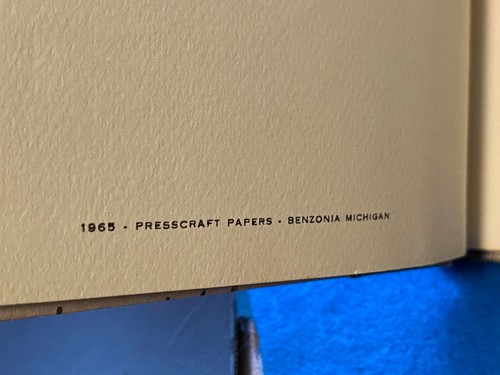 1965 - PRESSCRAFT PAPERS - BENZONIA MICHIGAN